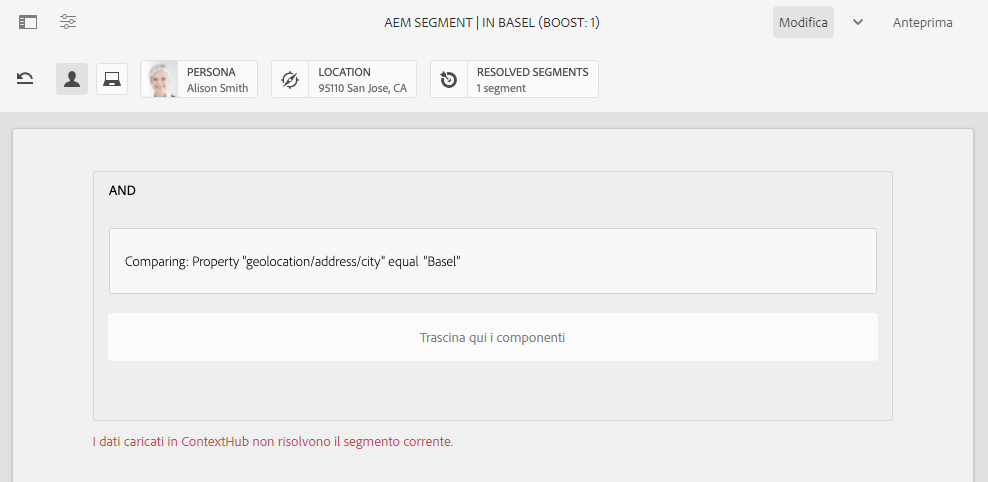 AEM SEGMENT | IN BASEL (BOOST: 1)
Modifica
Anteprima
PERSONA
Alison Smith
LOCATION
95110 San Jose, CA
RESOLVED SEGMENTS
1 segment
AND
Comparing: Property "geolocation/address/city" equal "Basel"
Trascina qui i componenti
I dati caricati in ContextHub non risolvono il segmento corrente.